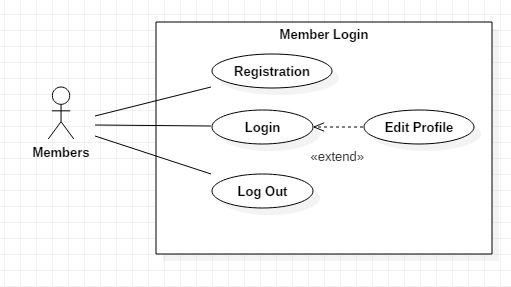 Member Login
Registration
Login
Edit Profile
«extend»
Members
Log Out